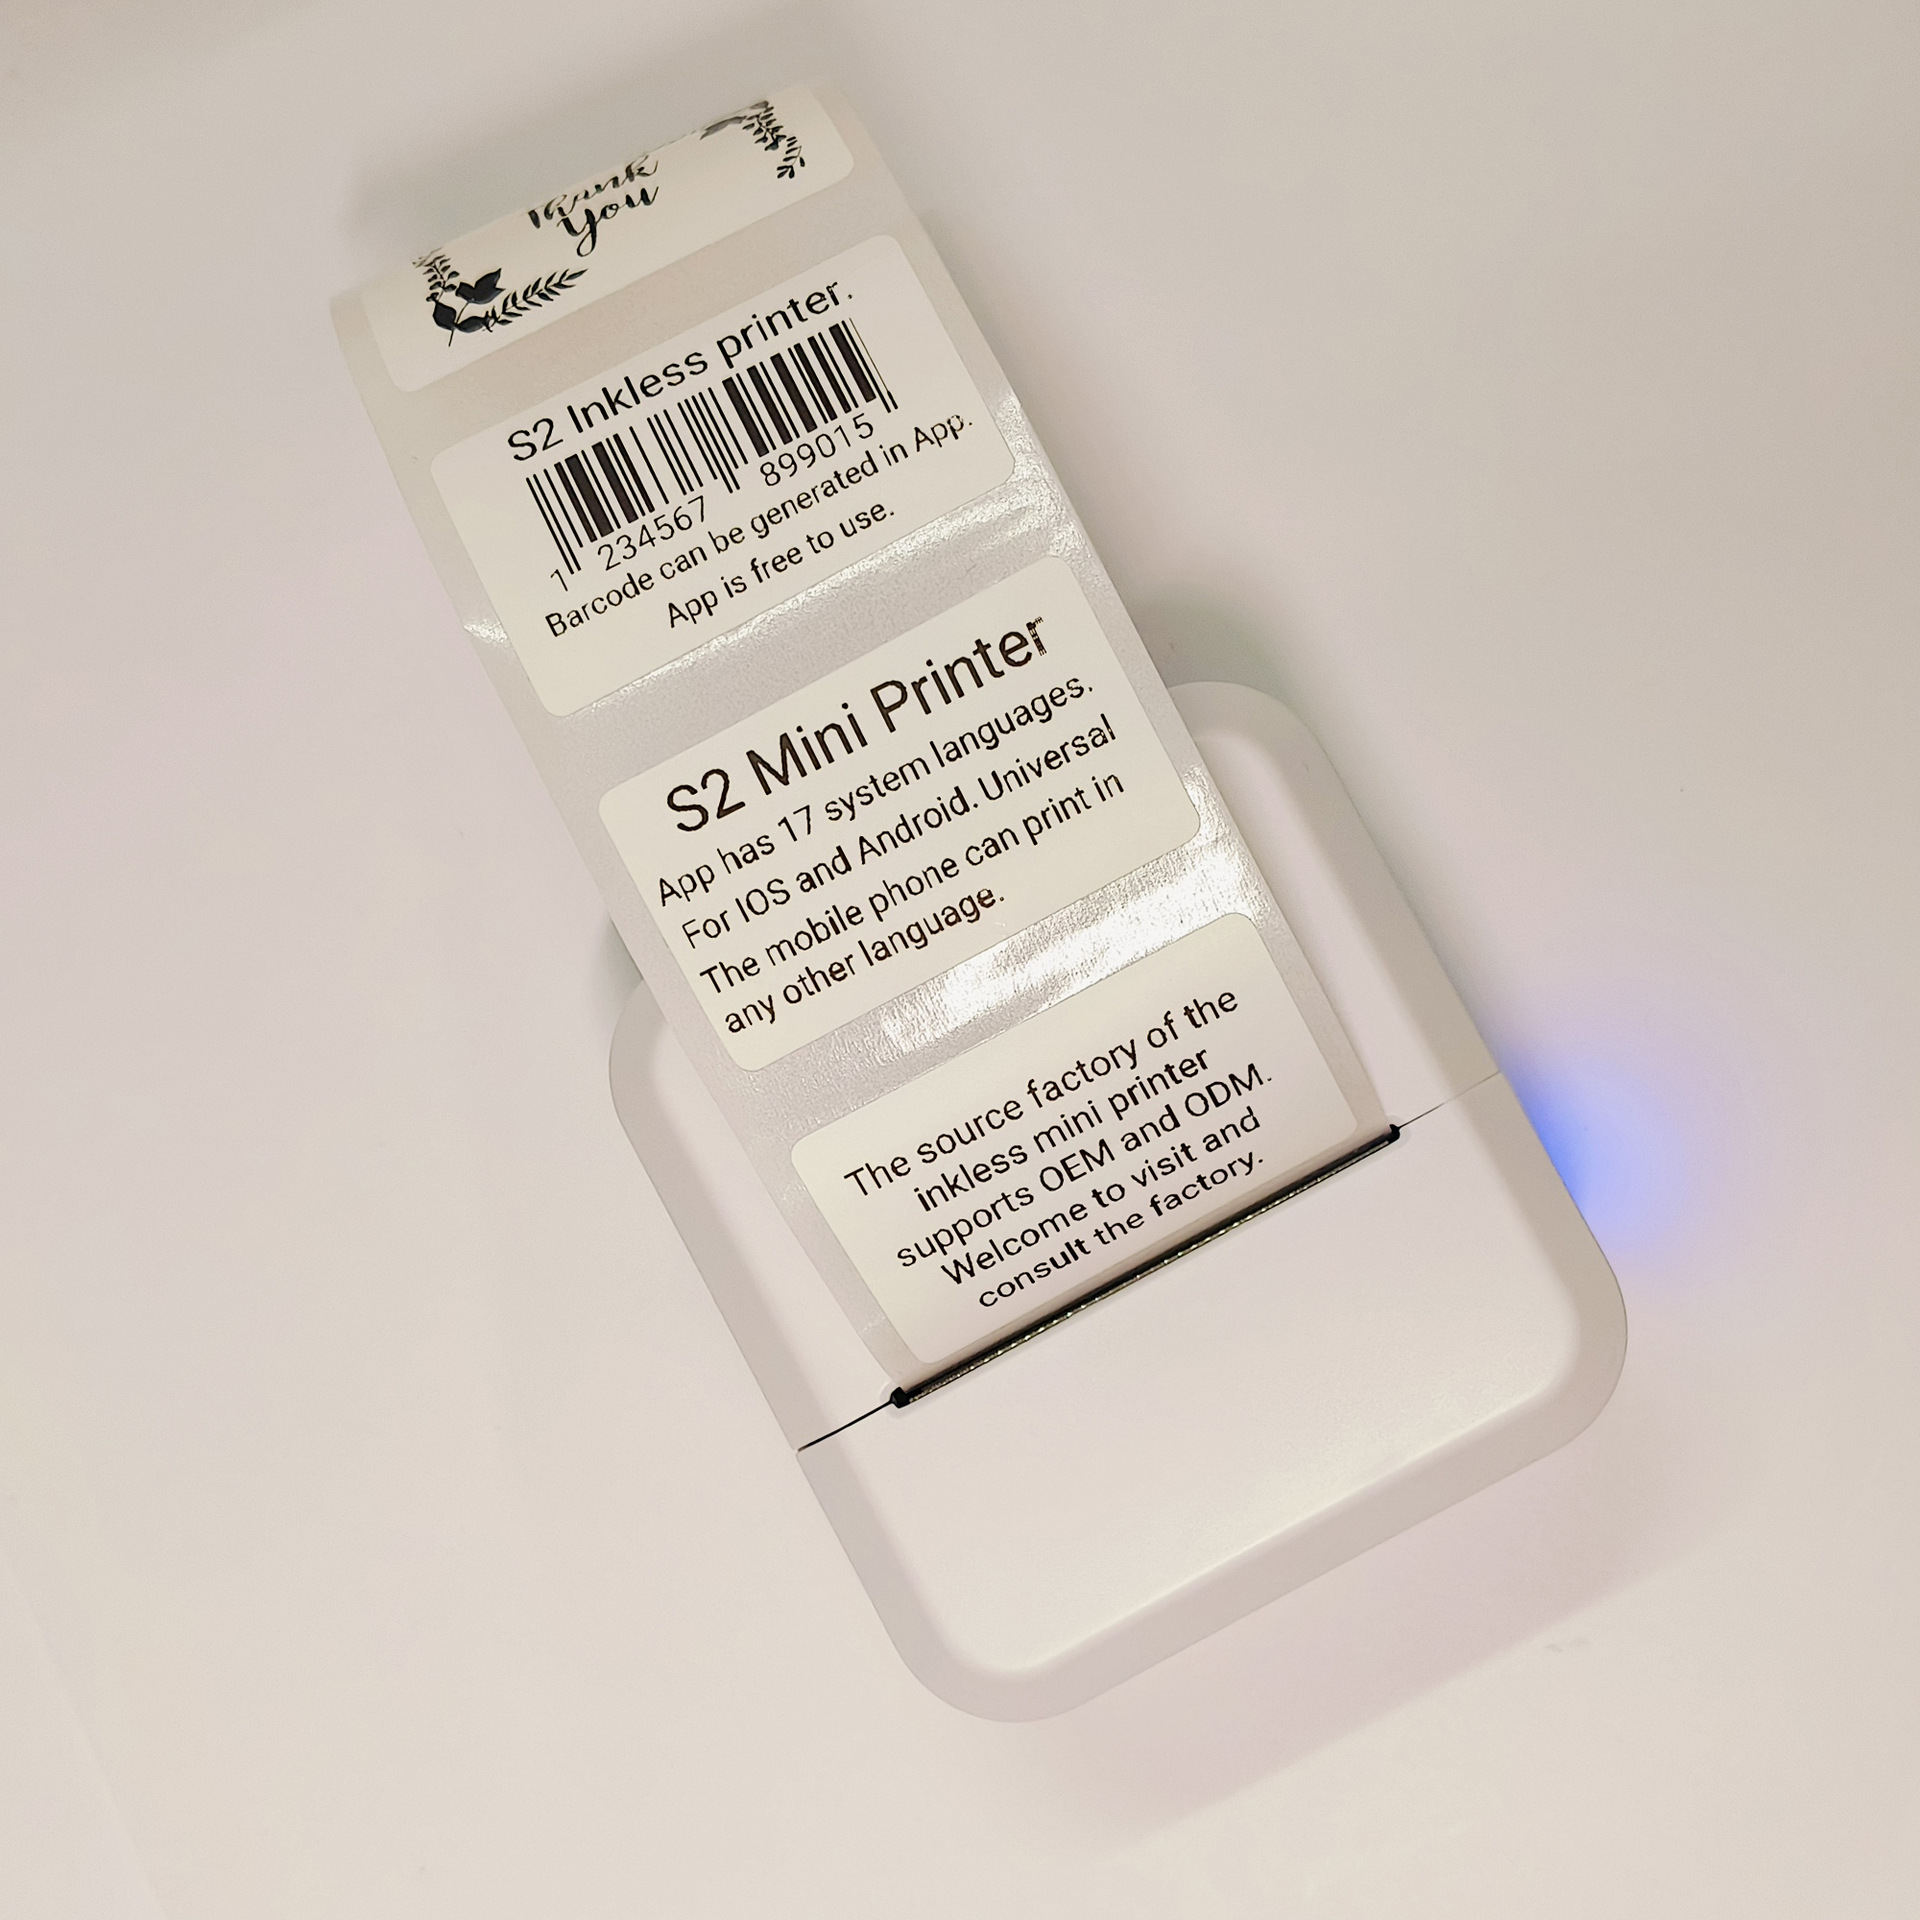 Thank
You
S2 Inkless printer.
1 234567 899015
Barcode can be generated in App.
App is free to use.
S2 Mini Printer
App has 17 system languages.
For IOS and Android. Universal
The mobile phone can print in
any other language.
The source factory of the
inkless mini printer
supports OEM and ODM.
Welcome to visit and
consult the factory.